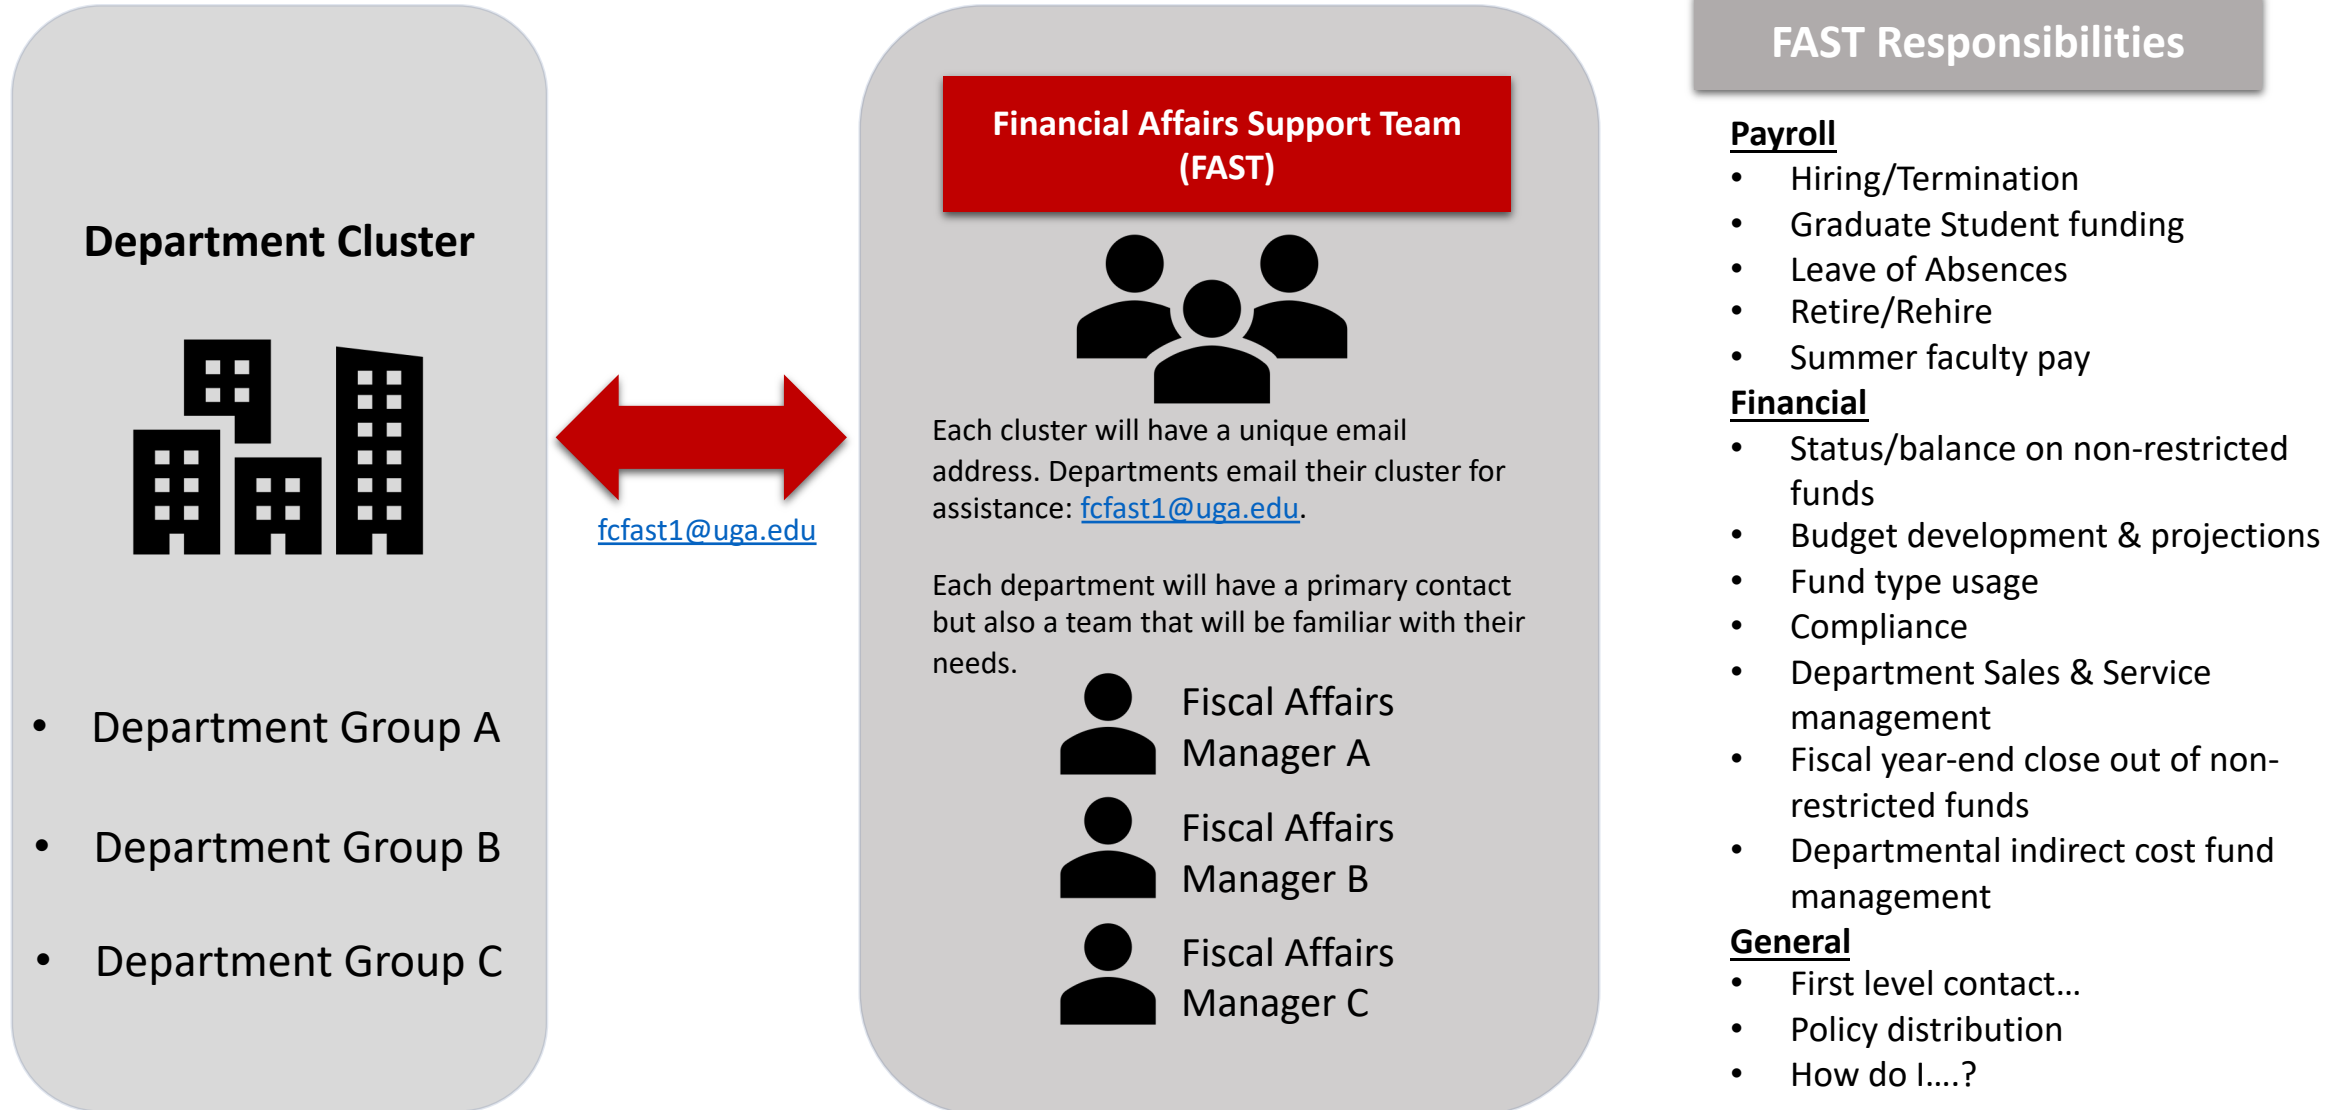 Department Cluster
• Department Group A
• Department Group B
• Department Group C
fcfast1@uga.edu
Financial Affairs Support Team
(FAST)
Each cluster will have a unique email
address. Departments email their cluster for
assistance: fcfast1@uga.edu.
Each department will have a primary contact
but also a team that will be familiar with their
needs.
Fiscal Affairs
Manager A
Fiscal Affairs
Manager B
Fiscal Affairs
Manager C
FAST Responsibilities
Payroll
• Hiring/Termination
• Graduate Student funding
• Leave of Absences
• Retire/Rehire
• Summer faculty pay
Financial
• Status/balance on non-restricted
funds
• Budget development & projections
• Fund type usage
• Compliance
• Department Sales & Service
management
• Fiscal year-end close out of non-
restricted funds
• Departmental indirect cost fund
management
General
• First level contact…
• Policy distribution
• How do I….?